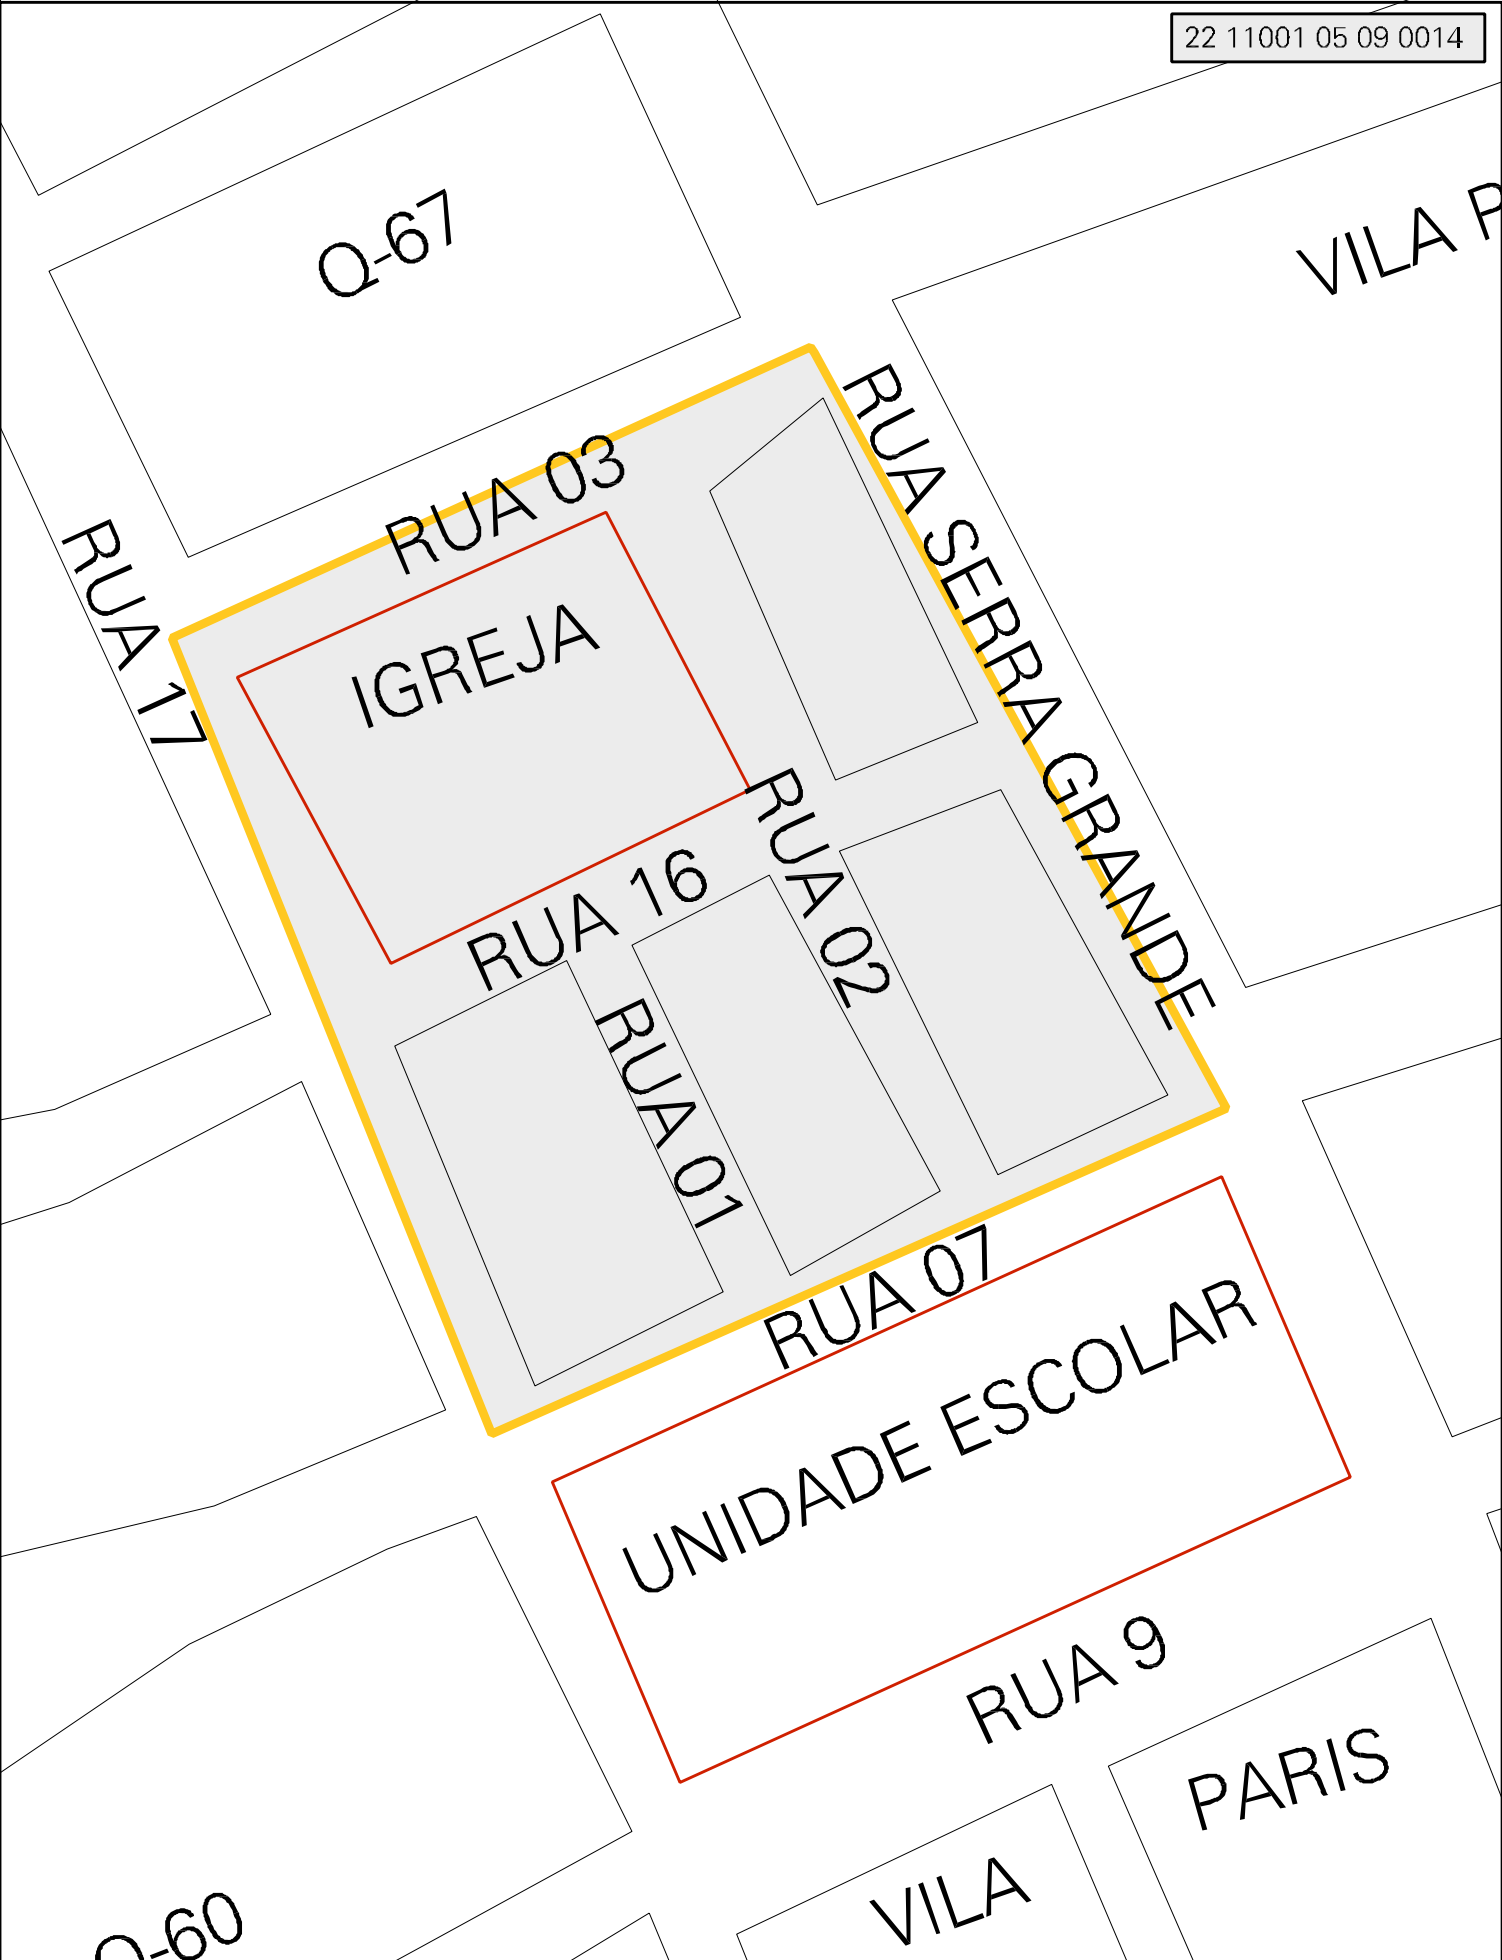 22 11001 05 09 0014
Q-67
VILA P
RUA 03
RUA SERRA GRANDE
RUA 17
IGREJA
RUA 16
RUA 02
RUA 01
RUA 07
UNIDADE ESCOLAR
RUA 9
PARIS
VILA
Q-60